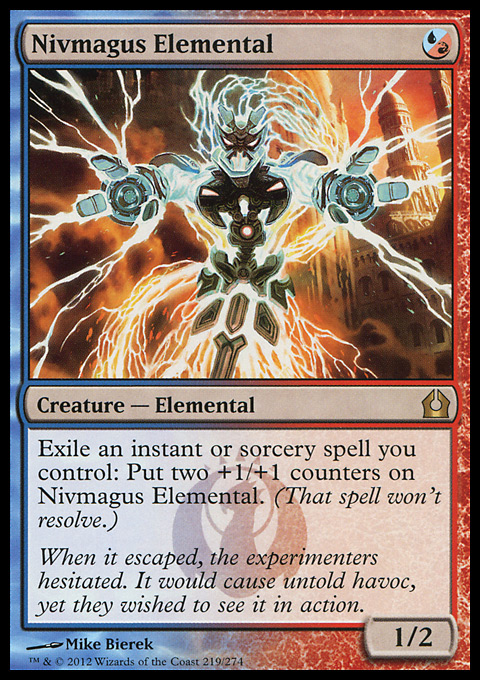 Nivmagus Elemental
Creature — Elemental
Exile an instant or sorcery spell you
control: Put two +1/+1 counters on
Nivmagus Elemental. (That spell won't
resolve.)
When it escaped, the experimenters
hesitated. It would cause untold havoc,
yet they wished to see it in action.
Mike Bierek
1/2
™ & © 2012 Wizards of the Coast 219/274